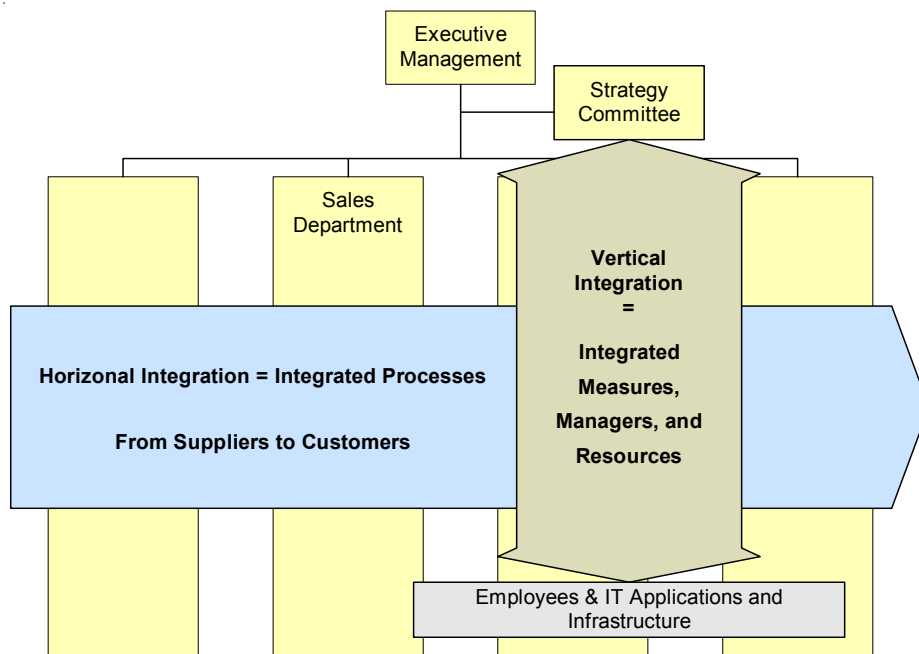 Executive
Management
Strategy
Committee
Sales
Department
Vertical
Integration
=
Integrated
Measures,
Managers, and
Resources
Horizonal Integration = Integrated Processes
From Suppliers to Customers
Employees & IT Applications and
Infrastructure